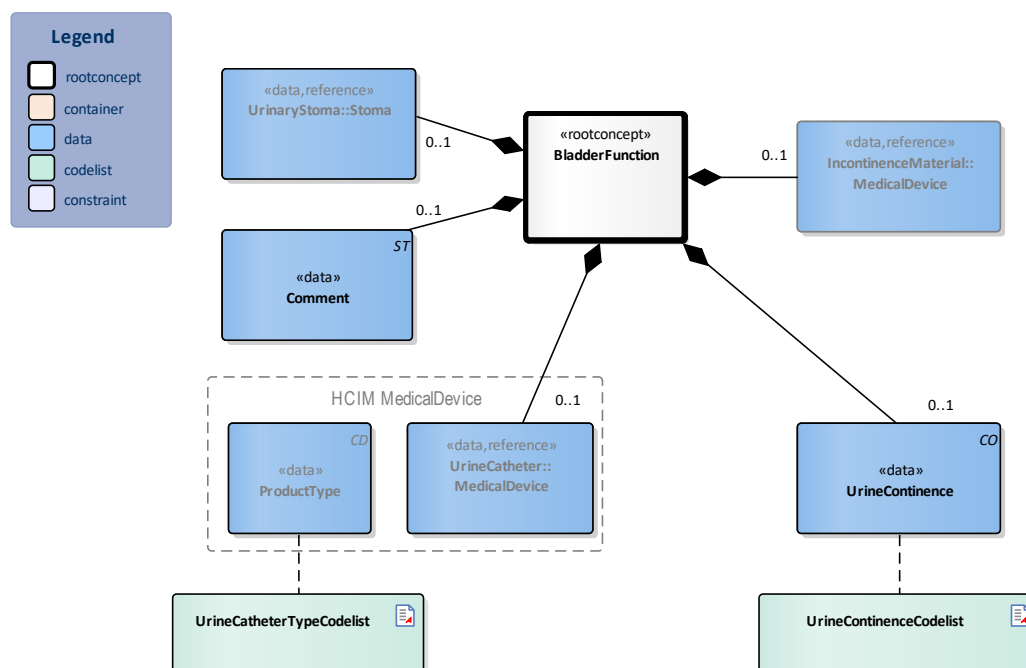 Legend
rootconcept
container
data
codelist
constraint
«data,reference»
UrinaryStoma::Stoma
0..1
«rootconcept»
BladderFunction
0..1
«data,reference»
IncontinenceMaterial::
MedicalDevice
0..1
ST
«data»
Comment
HCIM MedicalDevice
0..1
CD
«data»
ProductType
«data,reference»
UrineCatheter::
MedicalDevice
0..1
CO
«data»
UrineContinence
UrineCatheterTypeCodelist
UrineContinenceCodelist